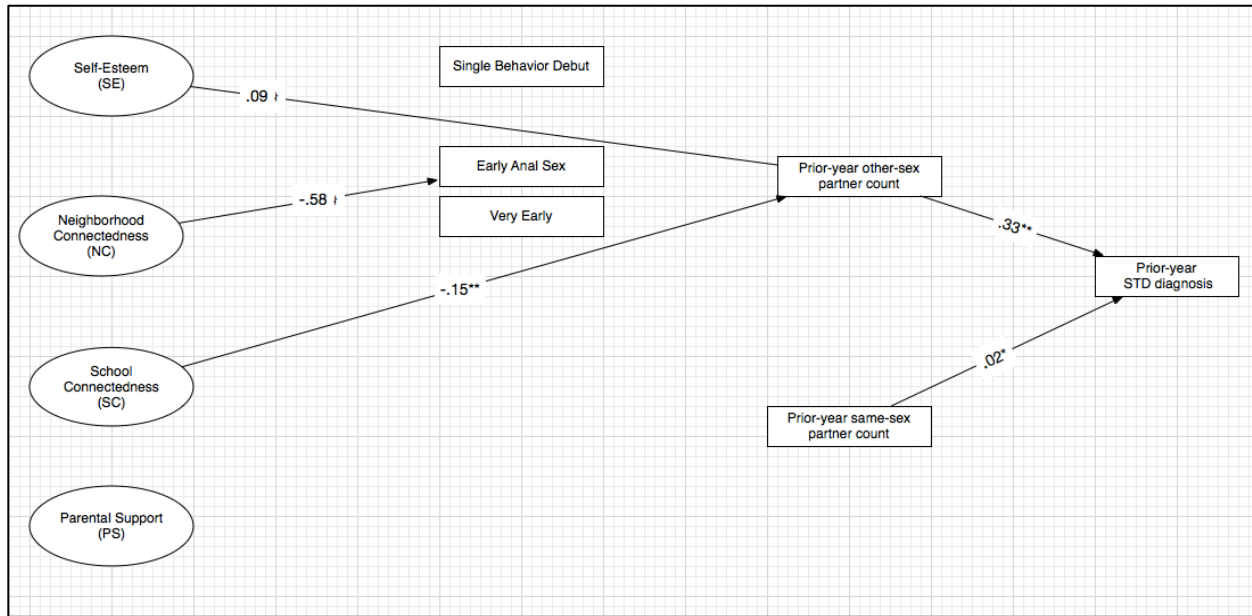 Self-Esteem
(SE)
Single Behavior Debut
.09 ≀
Early Anal Sex
Prior-year other-sex
partner count
-.58 ≀
Very Early
Neighborhood
Connectedness
(NC)
.33**
Prior-year
STD diagnosis
-.15**
School
Connectedness
(SC)
.02*
Prior-year same-sex
partner count
Parental Support
(PS)